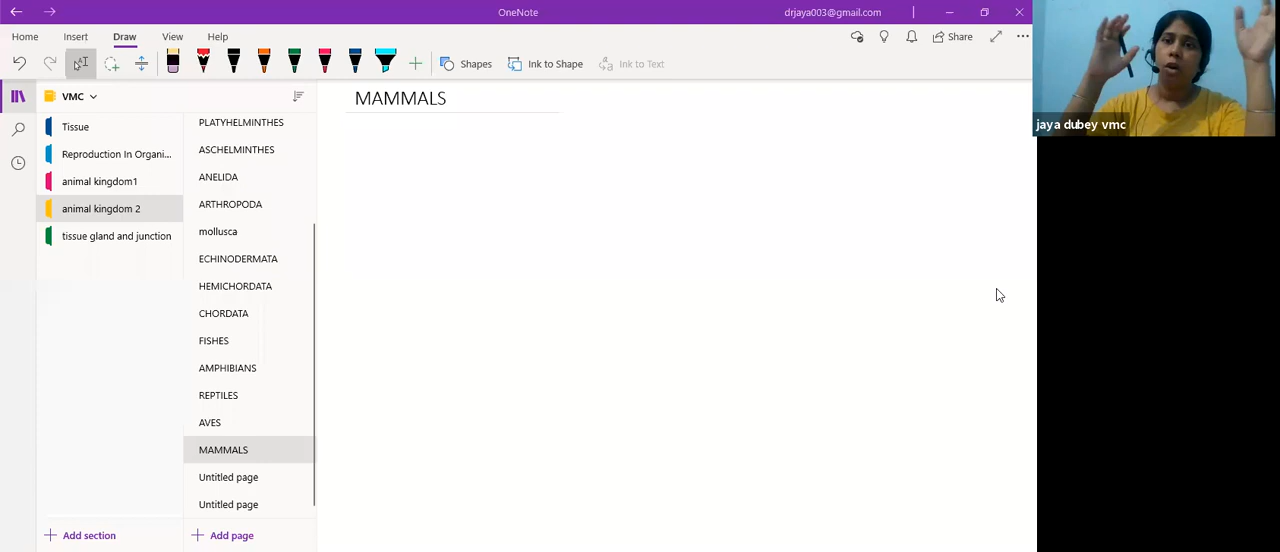 OneNote
drjaya003@gmail.com
Home
Insert
Draw
View
Help
Share
Shapes
Ink to Shape
Ink to Text
VMC
Tissue
Reproduction In Organi...
animal kingdom1
animal kingdom 2
tissue gland and junction
Add section
PLATYHELMINTHES
ASCHELMINTHES
ANELIDA
ARTHROPODA
mollusca
ECHINODERMATA
HEMICHORDATA
CHORDATA
FISHES
AMPHIBIANS
REPTILES
AVES
MAMMALS
Untitled page
Untitled page
Add page
MAMMALS
jaya dubey vmc